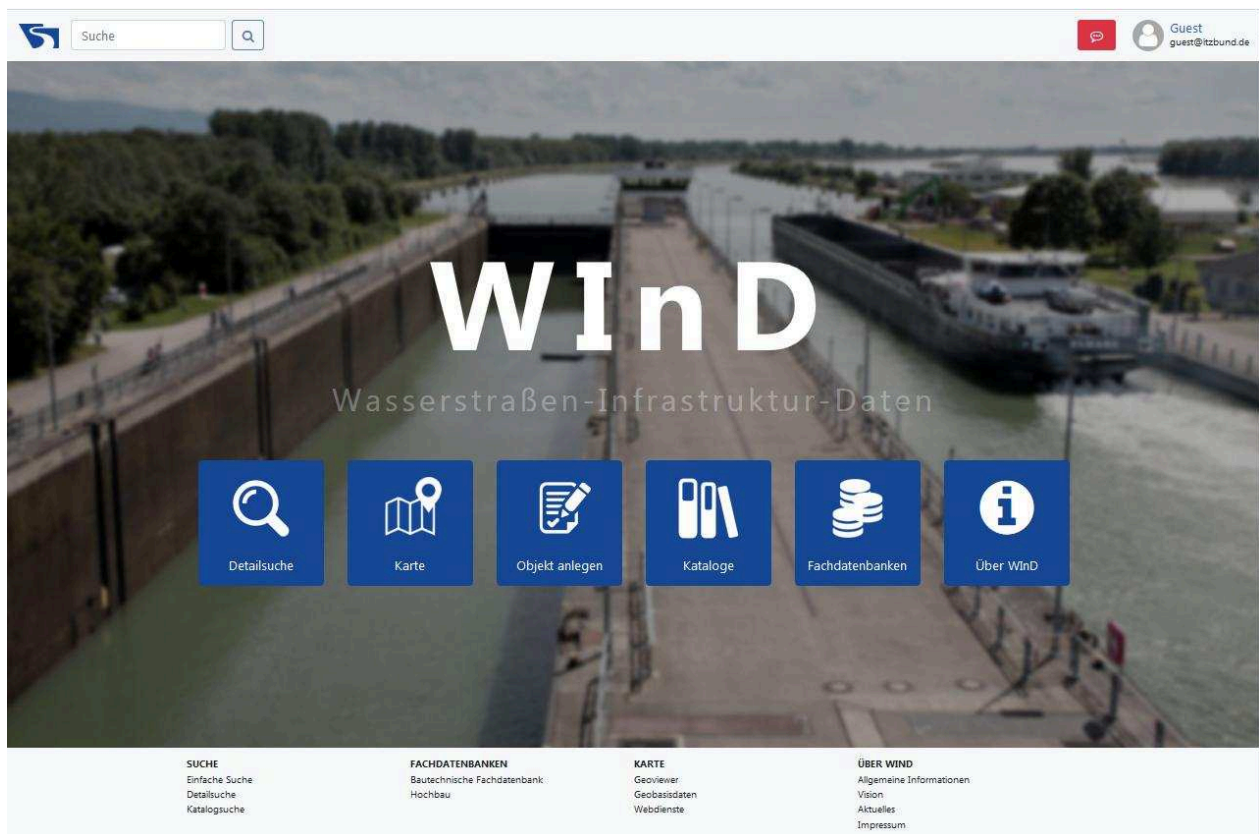 Suche
Guest
guest@itzbund.de
WInD
Wasserstraßen-Infrastruktur-Daten
Detailsuche
Karte
Objekt anlegen
Kataloge
Fachdatenbanken
Über WInD
SUCHE
Einfache Suche
Detailsuche
Katalogsuche
FACHDATENBANKEN
Bautechnische Fachdatenbank
Hochbau
KARTE
Geoviewer
Geobasisdaten
Webdienste
ÜBER WIND
Allgemeine Informationen
Vision
Aktuelles
Impressum